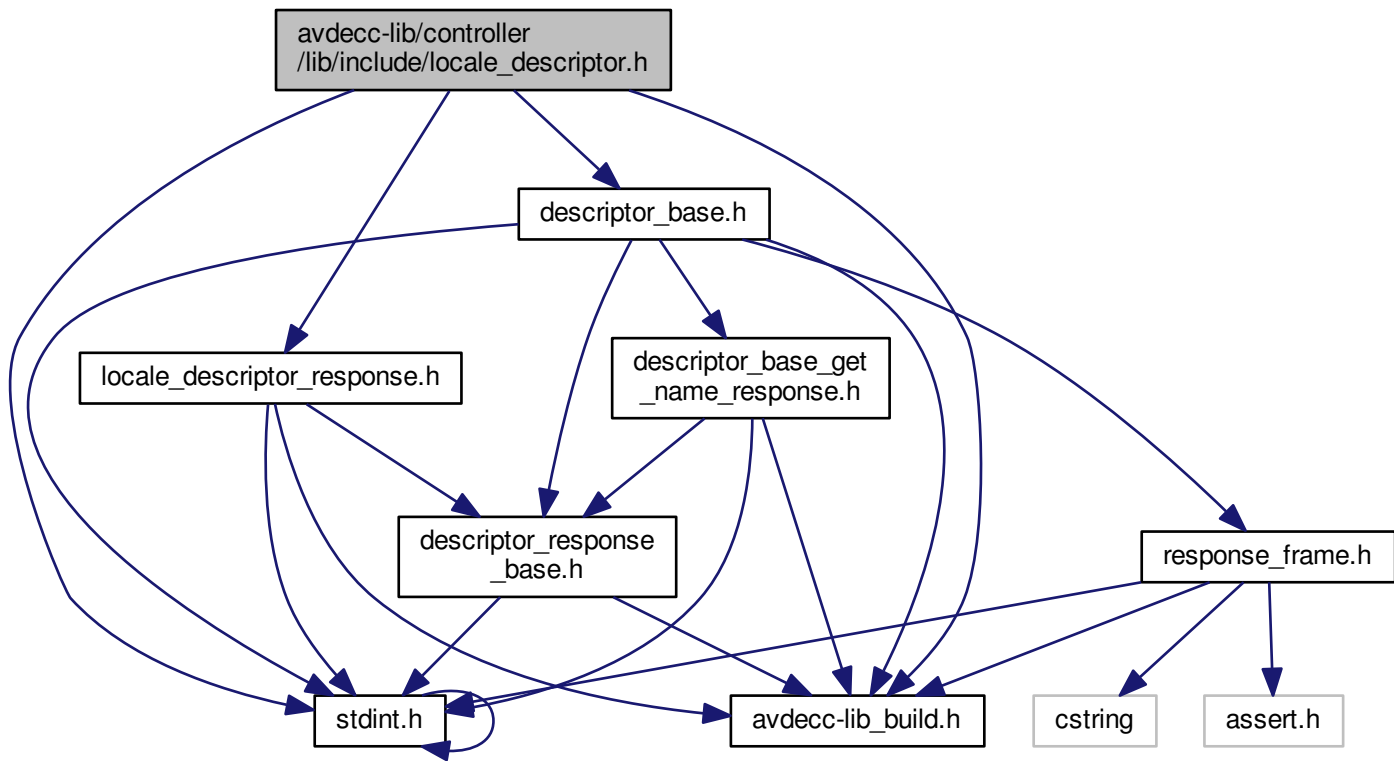 avdecc-lib/controller
/lib/include/locale_descriptor.h
descriptor_base.h
locale_descriptor_response.h
descriptor_base_get
_name_response.h
descriptor_response
_base.h
response_frame.h
stdint.h
avdecc-lib_build.h
cstring
assert.h